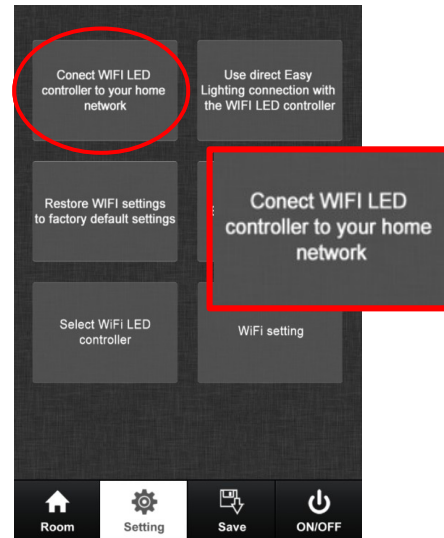 Conect WIFI LED
controller to your home
network
Use direct Easy
Lighting connection with
the WIFI LED controller
Restore WIFI settings
to factory default settings
Conect WIFI LED
controller to your home
network
Select WiFi LED
controller
WiFi setting
Room
Setting
Save
ON/OFF